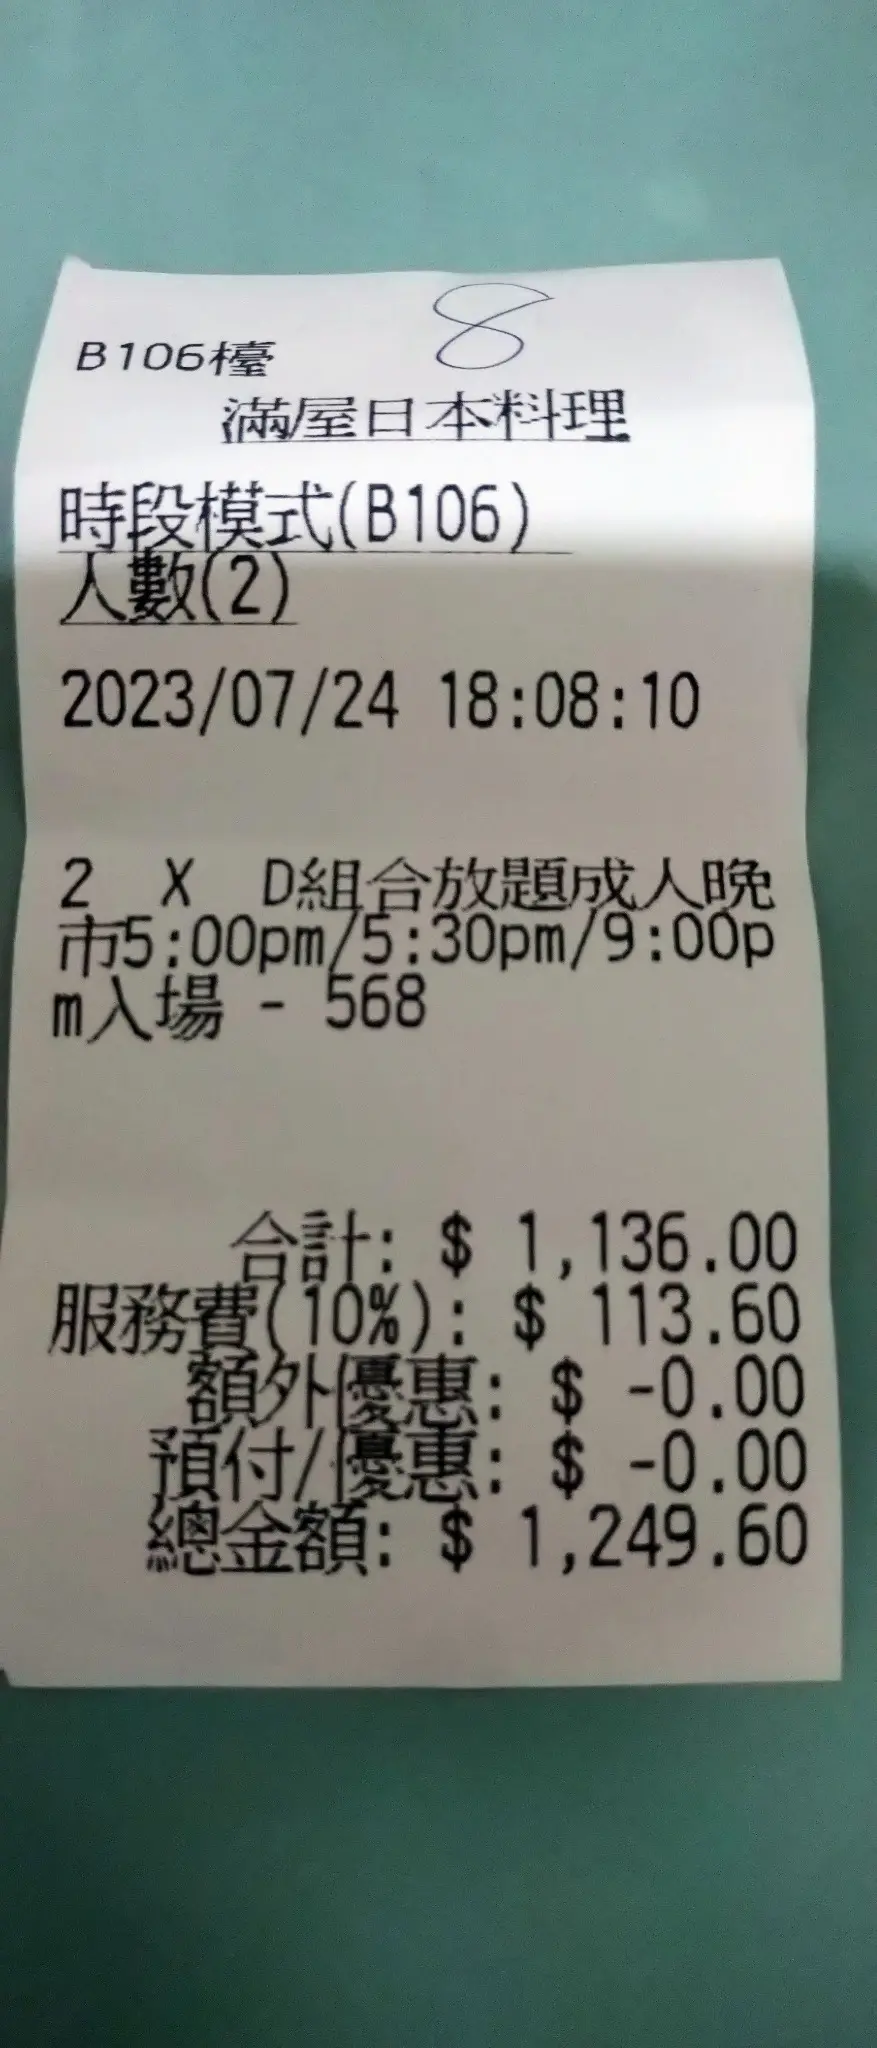 8
B106檯
滿屋日本料理
時段模式(B106)
人數(2)
2023/07/24 18:08:10
2 X D組合放題成人晚
市5:00pm/5:30pm/9:00p
m入場 - 568
合計: $ 1,136.00
服務費(10%): $ 113.60
額外優惠: $ -0.00
預付/優惠: $ -0.00
總金額: $ 1,249.60